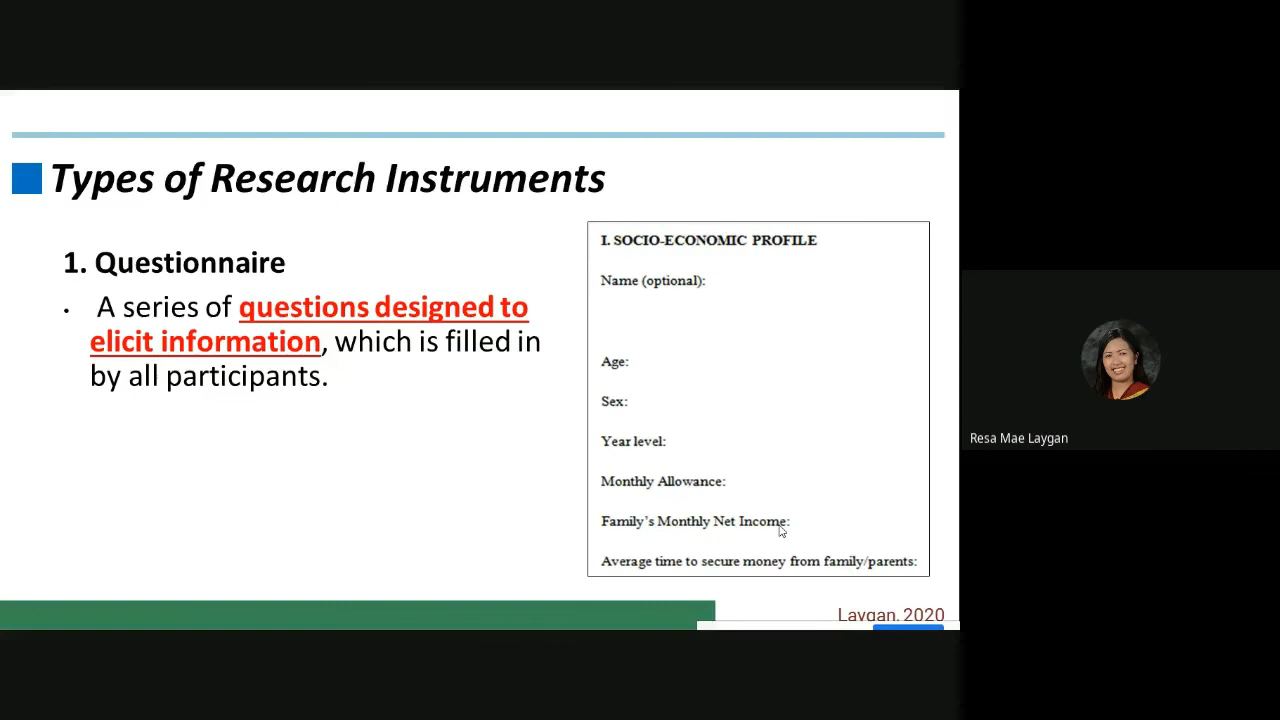 Types of Research Instruments
1. Questionnaire
• A series of questions designed to
elicit information, which is filled in
by all participants.
I. SOCIO-ECONOMIC PROFILE
Name (optional):
Age:
Sex:
Year level:
Monthly Allowance:
Family's Monthly Net Income:
Average time to secure money from family/parents:
Laygan, 2020
Resa Mae Laygan